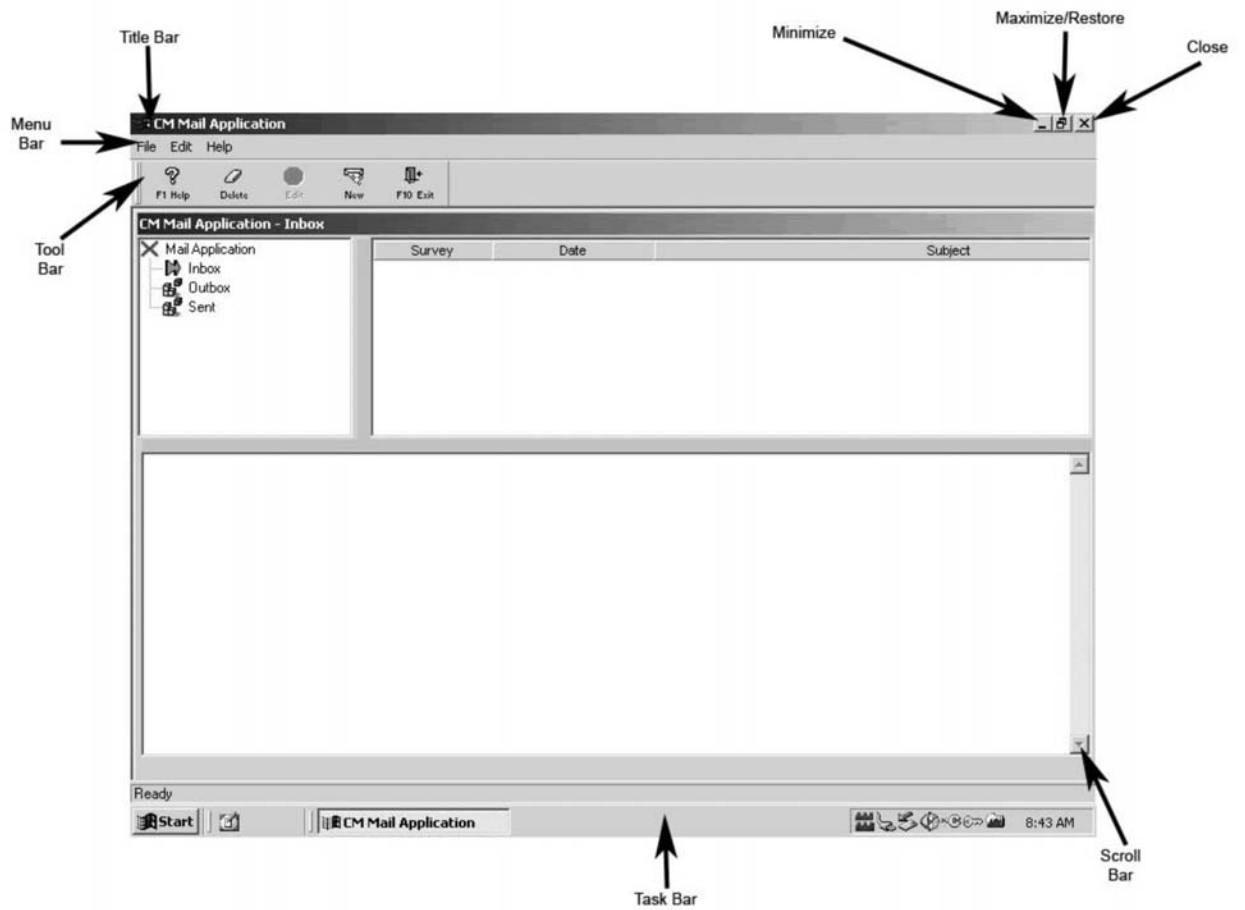 Maximize/Restore
Minimize
Title Bar
Close
Menu
Bar
CM Mail Application
File Edit Help
F1 Help Delete Edit New F10 Exit
Tool
Bar
CM Mail Application - Inbox
Mail Application
Inbox
Outbox
Sent
Survey Date Subject
Ready
Start CM Mail Application 8:43 AM
Scroll
Bar
Task Bar